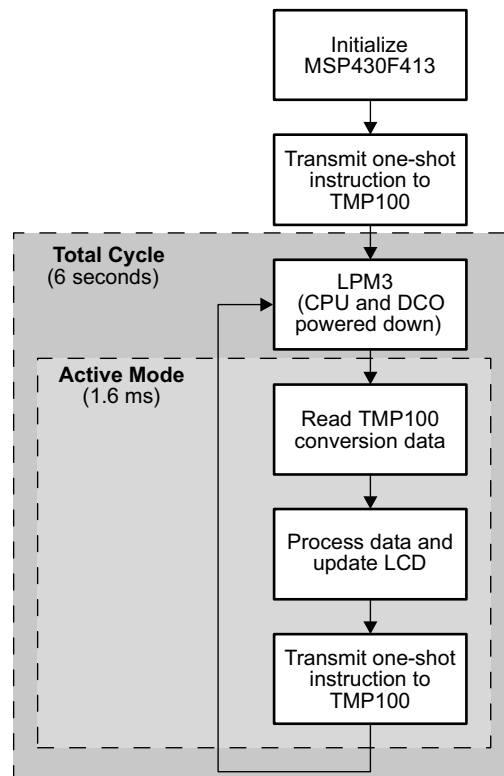 Initialize
MSP430F413
Transmit one-shot
instruction to
TMP100
Total Cycle
(6 seconds)
LPM3
(CPU and DCO
powered down)
Active Mode
(1.6 ms)
Read TMP100
conversion data
Process data and
update LCD
Transmit one-shot
instruction to
TMP100